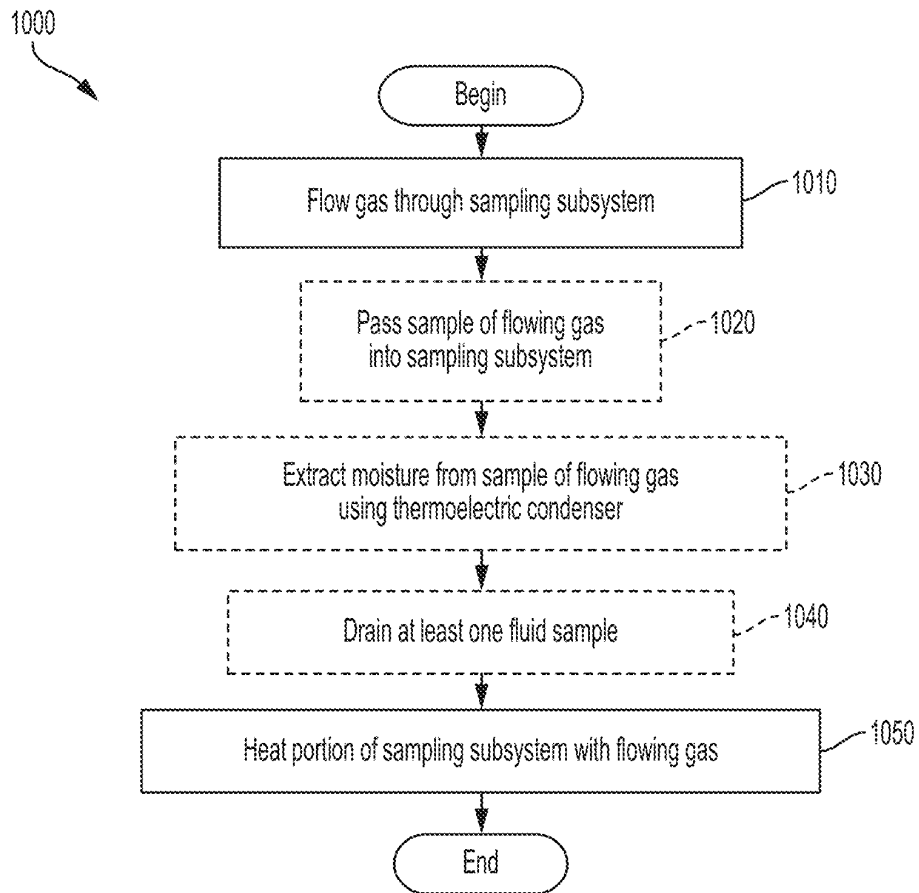 1000
Begin
Flow gas through sampling subsystem
1010
Pass sample of flowing gas
into sampling subsystem
1020
Extract moisture from sample of flowing gas
using thermoelectric condenser
1030
Drain at least one fluid sample
1040
Heat portion of sampling subsystem with flowing gas
1050
End